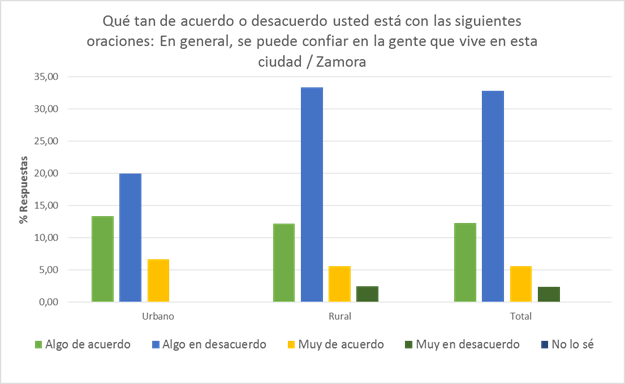 Qué tan de acuerdo o desacuerdo usted está con las siguientes
oraciones: En general, se puede confiar en la gente que vive en esta
ciudad / Zamora
35,00
30,00
25,00
20,00
15,00
10,00
5,00
0,00
% Respuestas
Urbano Rural Total
Algo de acuerdo Algo en desacuerdo Muy de acuerdo Muy en desacuerdo No lo sé